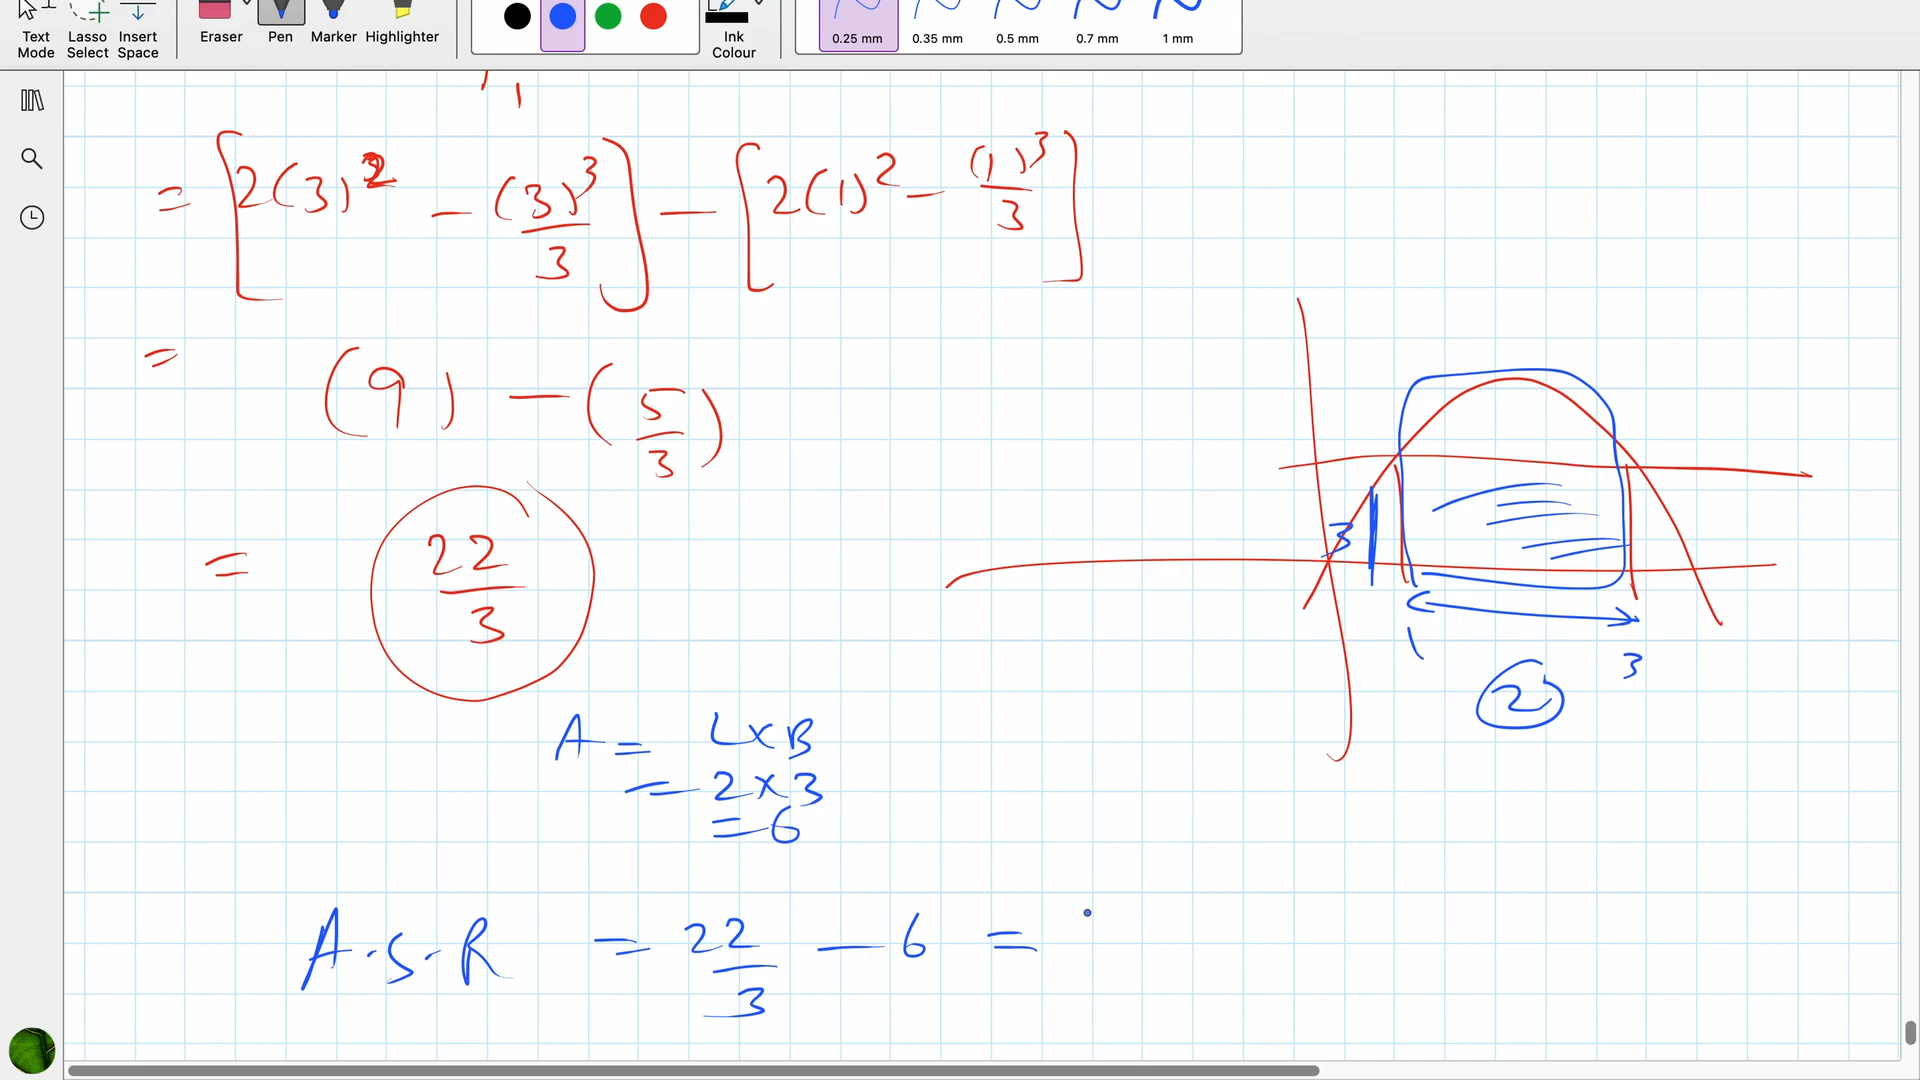 Text Mode
Lasso Select
Insert Space
Eraser
Pen
Marker
Highlighter
Ink Colour
0.25 mm
0.35 mm
0.5 mm
0.7 mm
1 mm
= [2(3)² - (3)³/3] - [2(1)² - (1)³/3]
= (9) - (5/3)
= 22/3
3
1
3
2
A = L×B
= 2×3
= 6
A.S.R = 22/3 - 6 =